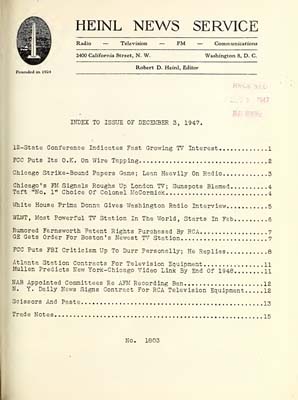 HEINL NEWS SERVICE
Radio — Television — FM — Communications
2400 California Street, N. W. Washington 8, D. C.
Robert D. Heinl, Editor
Founded in 1924
INDEX TO ISSUE OF DECEMBER 3, 1947.
12-State Conference Indicates Fast Growing TV Interest............1
FCC Puts Its O.K. On Wire Tapping............2
Chicago Strike-Bound Papers Game; Lean Heavily On Radio............3
Chicago's FM Signals Roughs Up London TV; Sunspots Blamed............4
Taft "No. 1" Choice Of Colonel McCormick............4
White House Prima Donna Gives Washington Radio Interview............5
WLWT, Most Powerful TV Station In The World, Starts In Feb............6
Rumored Farnsworth Patent Rights Purchased By RCA............7
GE Gets Order For Boston's Newest TV Station............7
FCC Puts FBI Criticism Up To Durr Personally; He Replies............8
Atlanta Station Contracts For Television Equipment............11
Mullen Predicts New York-Chicago Video Link By End Of 1948............11
NAB Appointed Committees Re AFM Recording Ban............12
N. Y. Daily News Signs Contract For RCA Television Equipment.....12
Scissors And Paste............13
Trade Notes............15
No. 1803